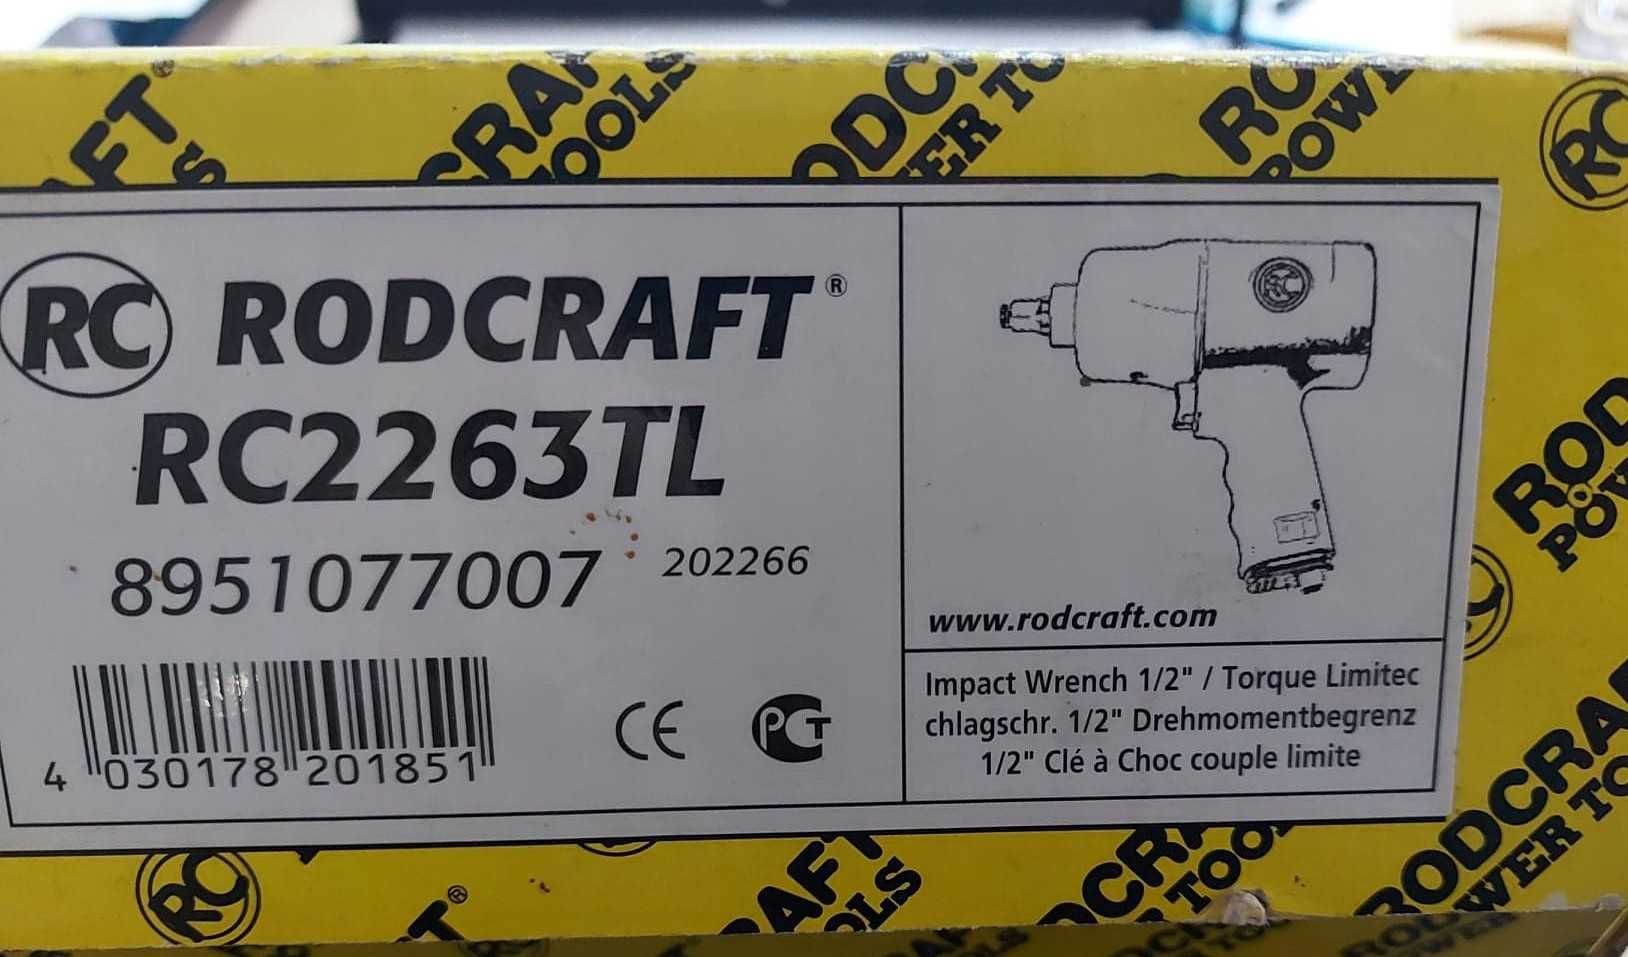 RC RODCRAFT®
RC2263TL
8951077007 202266
4 030178 201851
CE PCT
www.rodcraft.com
Impact Wrench 1/2" / Torque Limitec
chlagschr. 1/2" Drehmomentbegrenz
1/2" Clé à Choc couple limite